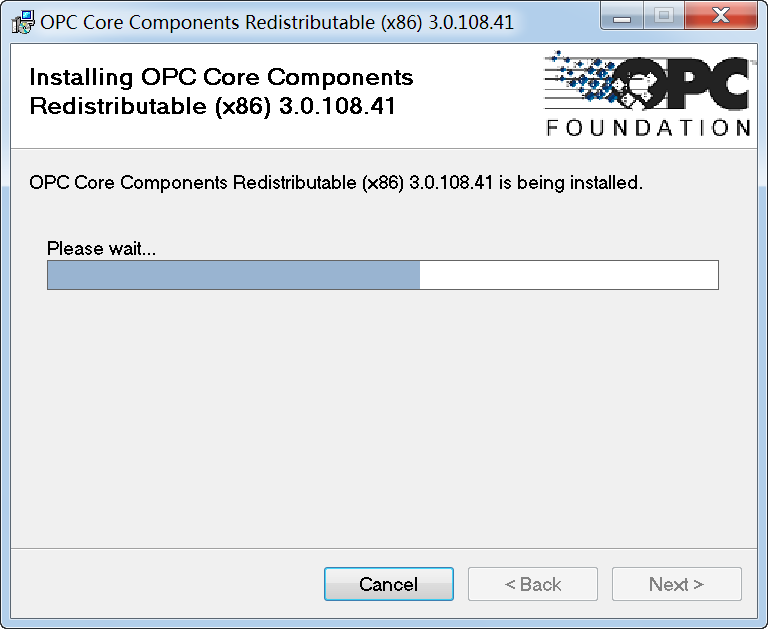 OPC Core Components Redistributable (x86) 3.0.108.41
Installing OPC Core Components
Redistributable (x86) 3.0.108.41
OPC
FOUNDATION
OPC Core Components Redistributable (x86) 3.0.108.41 is being installed.
Please wait...
Cancel
< Back
Next >